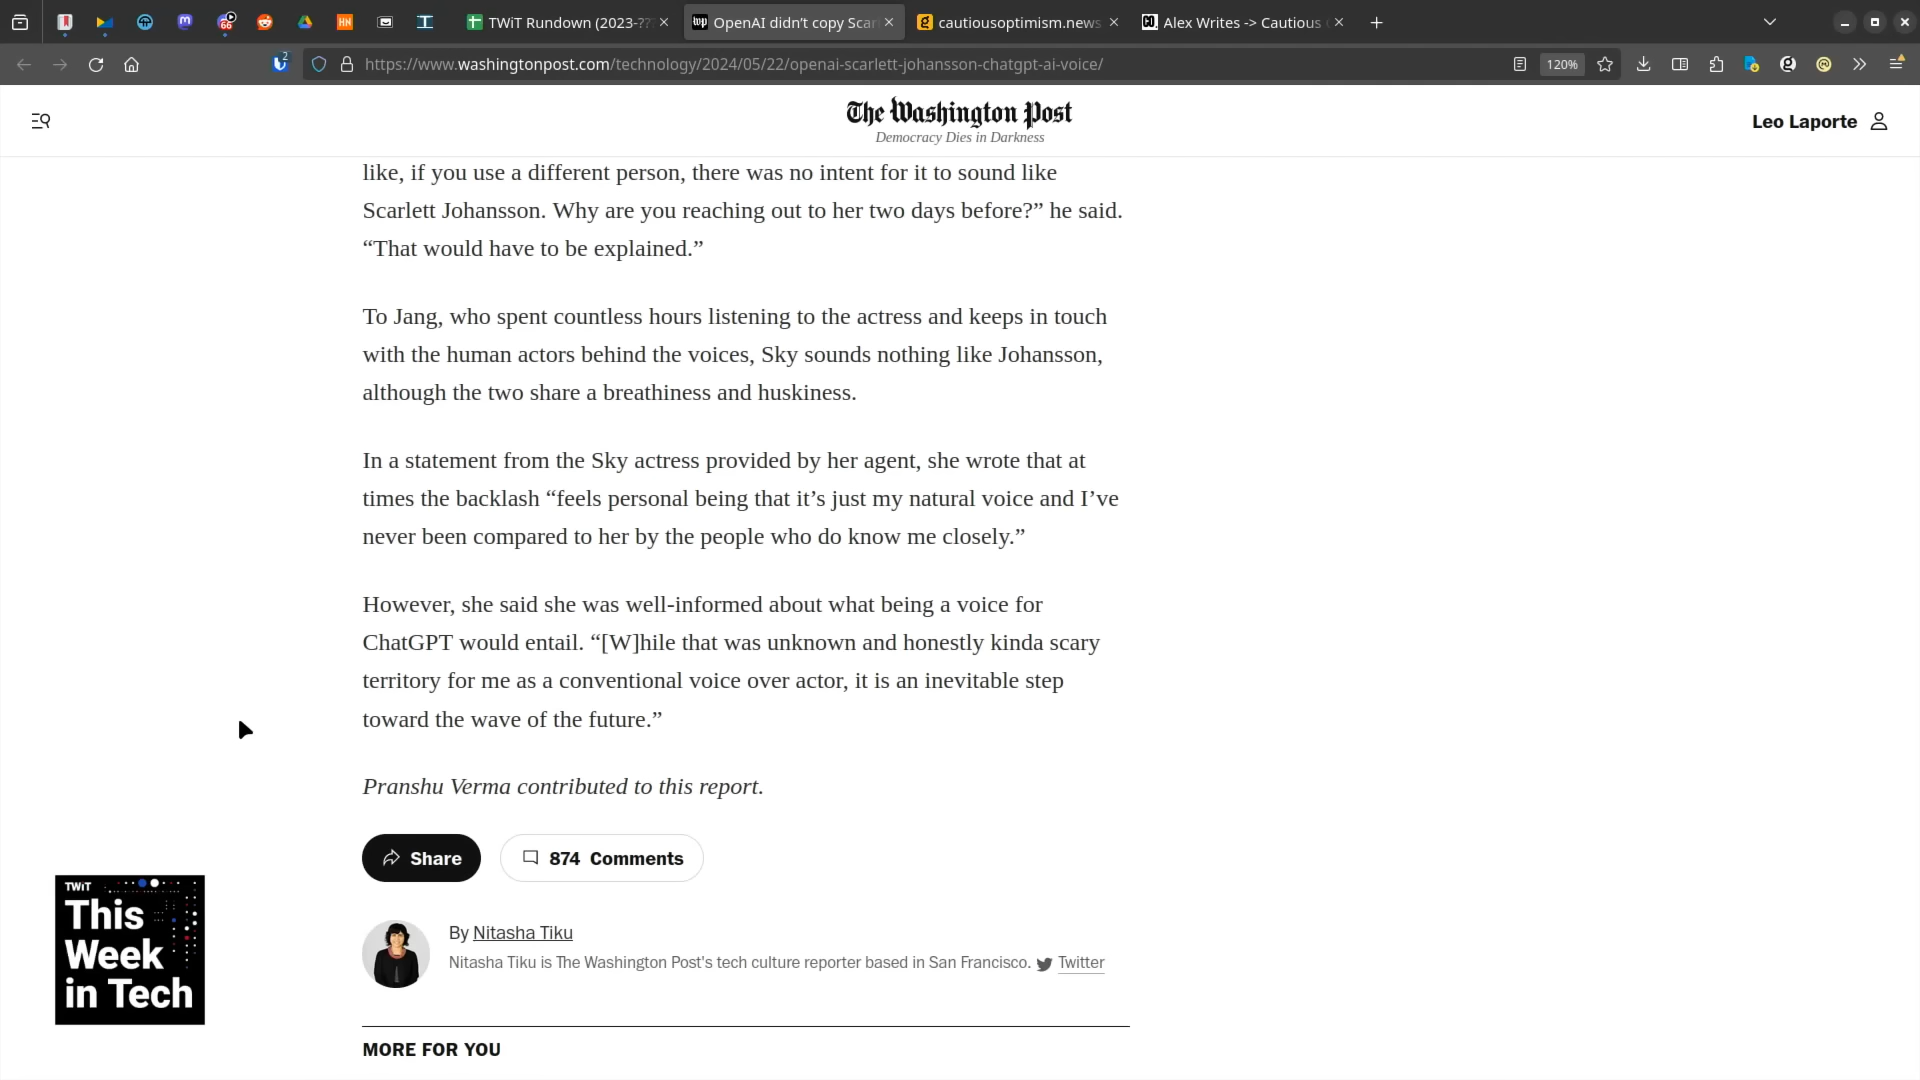 TWiT Rundown (2023-???
OpenAI didn’t copy Scar
cautiousoptimism.news
Alex Writes -> Cautious
https://www.washingtonpost.com/technology/2024/05/22/openai-scarlett-johansson-chatgpt-ai-voice/
120%
The Washington Post
Democracy Dies in Darkness
Leo Laporte
like, if you use a different person, there was no intent for it to sound like
Scarlett Johansson. Why are you reaching out to her two days before?” he said.
“That would have to be explained.”
To Jang, who spent countless hours listening to the actress and keeps in touch
with the human actors behind the voices, Sky sounds nothing like Johansson,
although the two share a breathiness and huskiness.
In a statement from the Sky actress provided by her agent, she wrote that at
times the backlash “feels personal being that it’s just my natural voice and I’ve
never been compared to her by the people who do know me closely.”
However, she said she was well-informed about what being a voice for
ChatGPT would entail. “[W]hile that was unknown and honestly kinda scary
territory for me as a conventional voice over actor, it is an inevitable step
toward the wave of the future.”
Pranshu Verma contributed to this report.
Share
874 Comments
TWiT
This
Week
in Tech
By Nitasha Tiku
Nitasha Tiku is The Washington Post's tech culture reporter based in San Francisco. Twitter
MORE FOR YOU